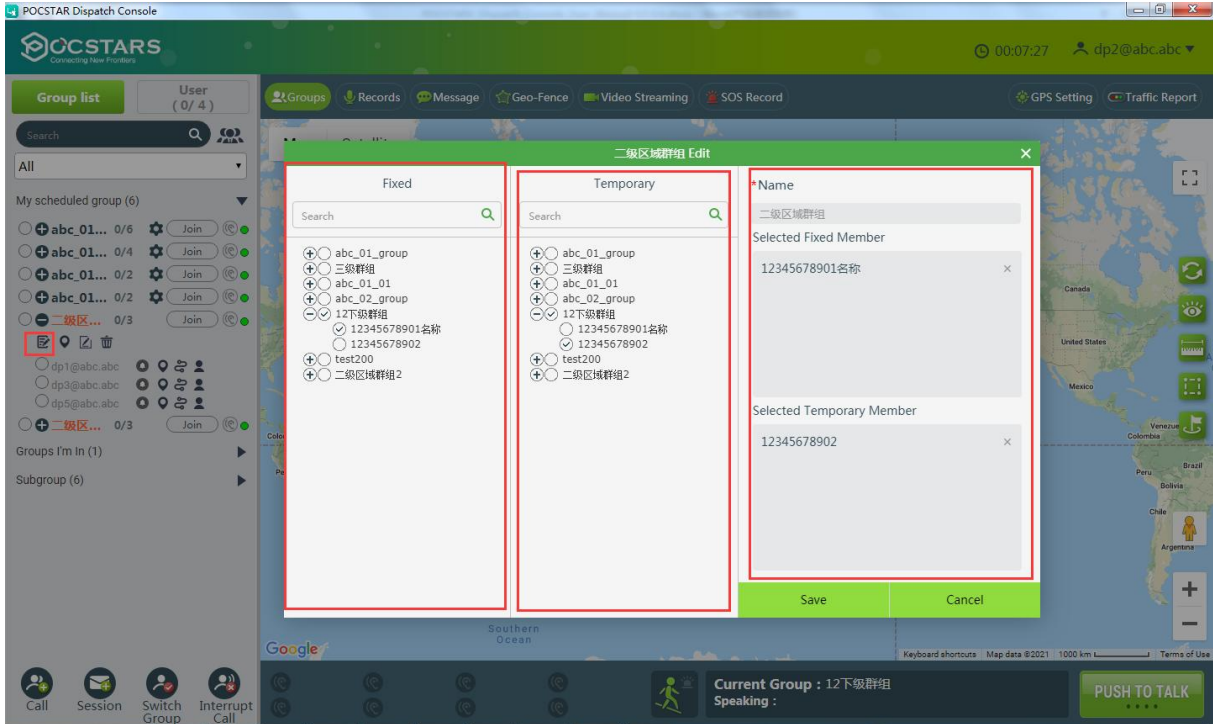 POCSTAR Dispatch Console
POCSTARS
Connecting New Frontiers
00:07:27 dp2@abc.abc
Group list
User
( 0/ 4 )
Groups Records Message Geo-Fence Video Streaming SOS Record GPS Setting Traffic Report
Search
All
My scheduled group (6)
abc_01... 0/6 Join
abc_01... 0/4 Join
abc_01... 0/2 Join
abc_01... 0/2 Join
二级区... 0/3 Join
dp1@abc.abc
dp3@abc.abc
dp5@abc.abc
二级区... 0/3 Join
Groups I'm In (1)
Subgroup (6)
二级区域群组 Edit
Fixed
Search
abc_01_group
三级群组
abc_01_01
abc_02_group
12下级群组
12345678901名称
12345678902
test200
二级区域群组2
Temporary
Search
abc_01_group
三级群组
abc_01_01
abc_02_group
12下级群组
12345678901名称
12345678902
test200
二级区域群组2
*Name
二级区域群组
Selected Fixed Member
12345678901名称
Selected Temporary Member
12345678902
Save Cancel
Canada
United States
Mexico
Colombia
Peru
Brazil
Bolivia
Chile
Argentina
Southern
Ocean
Google
Keyboard shortcuts Map data ©2021 1000 km Terms of Use
Call
Session
Switch
Group
Interrupt
Call
Current Group : 12下级群组
Speaking :
PUSH TO TALK